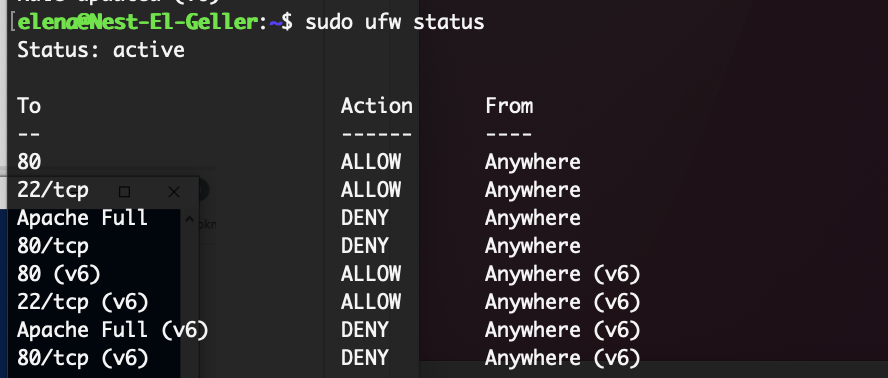 [elena@Nest-El-Geller:~$ sudo ufw status
Status: active
To Action From
-- ------ ----
80 ALLOW Anywhere
22/tcp ALLOW Anywhere
Apache Full DENY Anywhere
80/tcp DENY Anywhere
80 (v6) ALLOW Anywhere (v6)
22/tcp (v6) ALLOW Anywhere (v6)
Apache Full (v6) DENY Anywhere (v6)
80/tcp (v6) DENY Anywhere (v6)